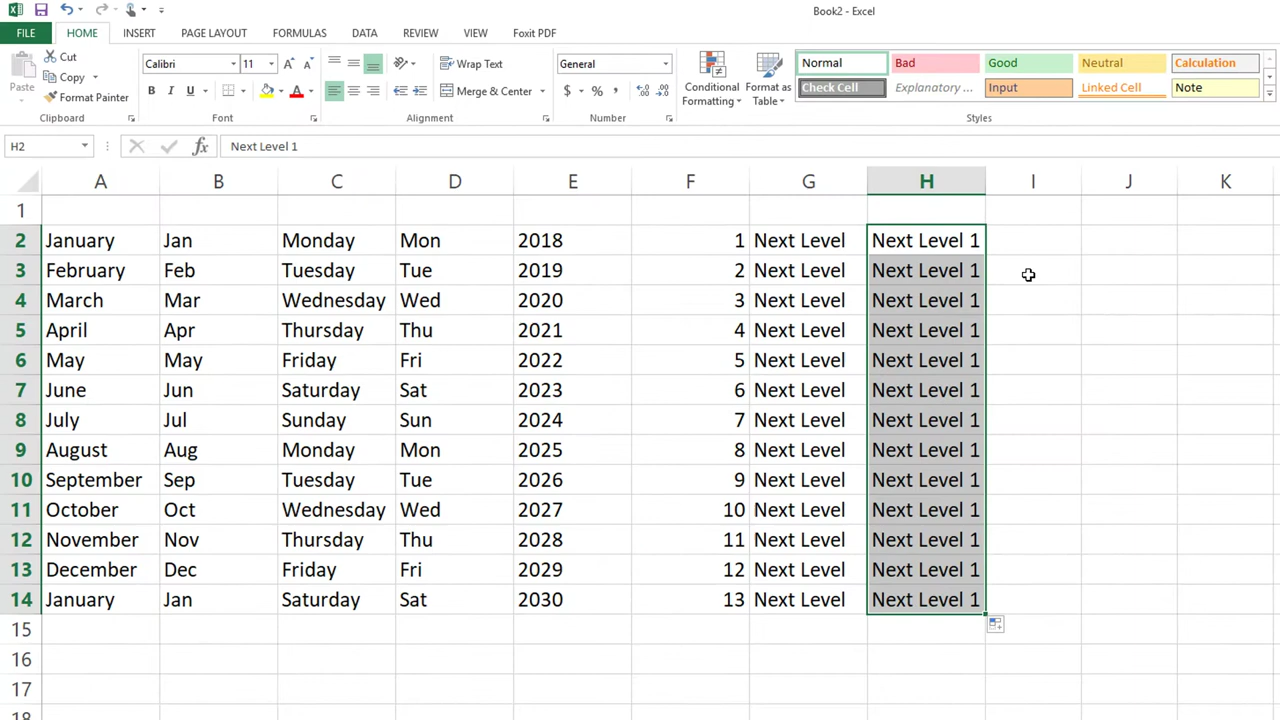 Book2 - Excel
FILE HOME INSERT PAGE LAYOUT FORMULAS DATA REVIEW VIEW Foxit PDF
Cut
Copy
Format Painter
Paste
Clipboard
Calibri 11
B I U
Font
Wrap Text
Merge & Center
Alignment
General
$ % ,
Number
Conditional Formatting
Format as Table
Normal Bad Good Neutral Calculation
Check Cell Explanatory ... Input Linked Cell Note
Styles
H2 fx Next Level 1
A B C D E F G H I J K
1
2 January Jan Monday Mon 2018 1 Next Level Next Level 1
3 February Feb Tuesday Tue 2019 2 Next Level Next Level 1
4 March Mar Wednesday Wed 2020 3 Next Level Next Level 1
5 April Apr Thursday Thu 2021 4 Next Level Next Level 1
6 May May Friday Fri 2022 5 Next Level Next Level 1
7 June Jun Saturday Sat 2023 6 Next Level Next Level 1
8 July Jul Sunday Sun 2024 7 Next Level Next Level 1
9 August Aug Monday Mon 2025 8 Next Level Next Level 1
10 September Sep Tuesday Tue 2026 9 Next Level Next Level 1
11 October Oct Wednesday Wed 2027 10 Next Level Next Level 1
12 November Nov Thursday Thu 2028 11 Next Level Next Level 1
13 December Dec Friday Fri 2029 12 Next Level Next Level 1
14 January Jan Saturday Sat 2030 13 Next Level Next Level 1
15
16
17
18